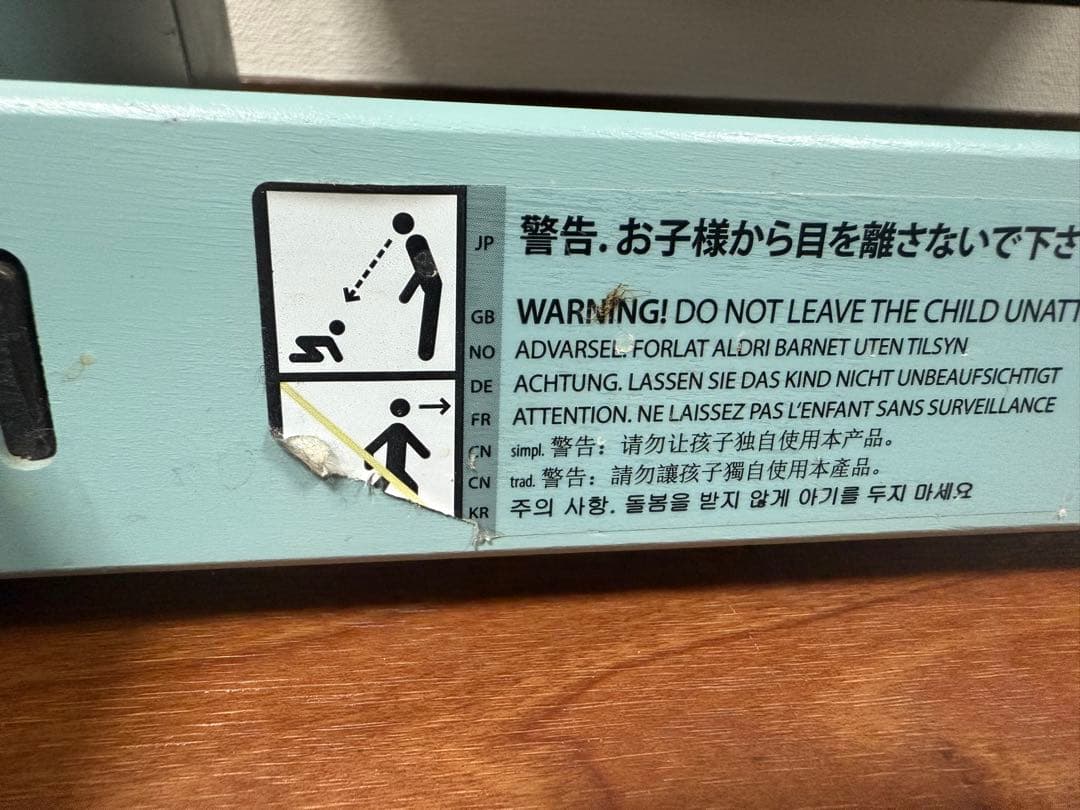 JP 警告. お子様から目を離さないで下さ
GB WARNING! DO NOT LEAVE THE CHILD UNATT
NO ADVARSEL. FORLAT ALDRI BARNET UTEN TILSYN
DE ACHTUNG. LASSEN SIE DAS KIND NICHT UNBEAUFSICHTIGT
FR ATTENTION. NE LAISSEZ PAS L'ENFANT SANS SURVEILLANCE
CN simpl. 警告：请勿让孩子独自使用本产品。
CN trad. 警告：請勿讓孩子獨自使用本產品。
KR 주의 사항. 돌봄을 받지 않게 아기를 두지 마세요